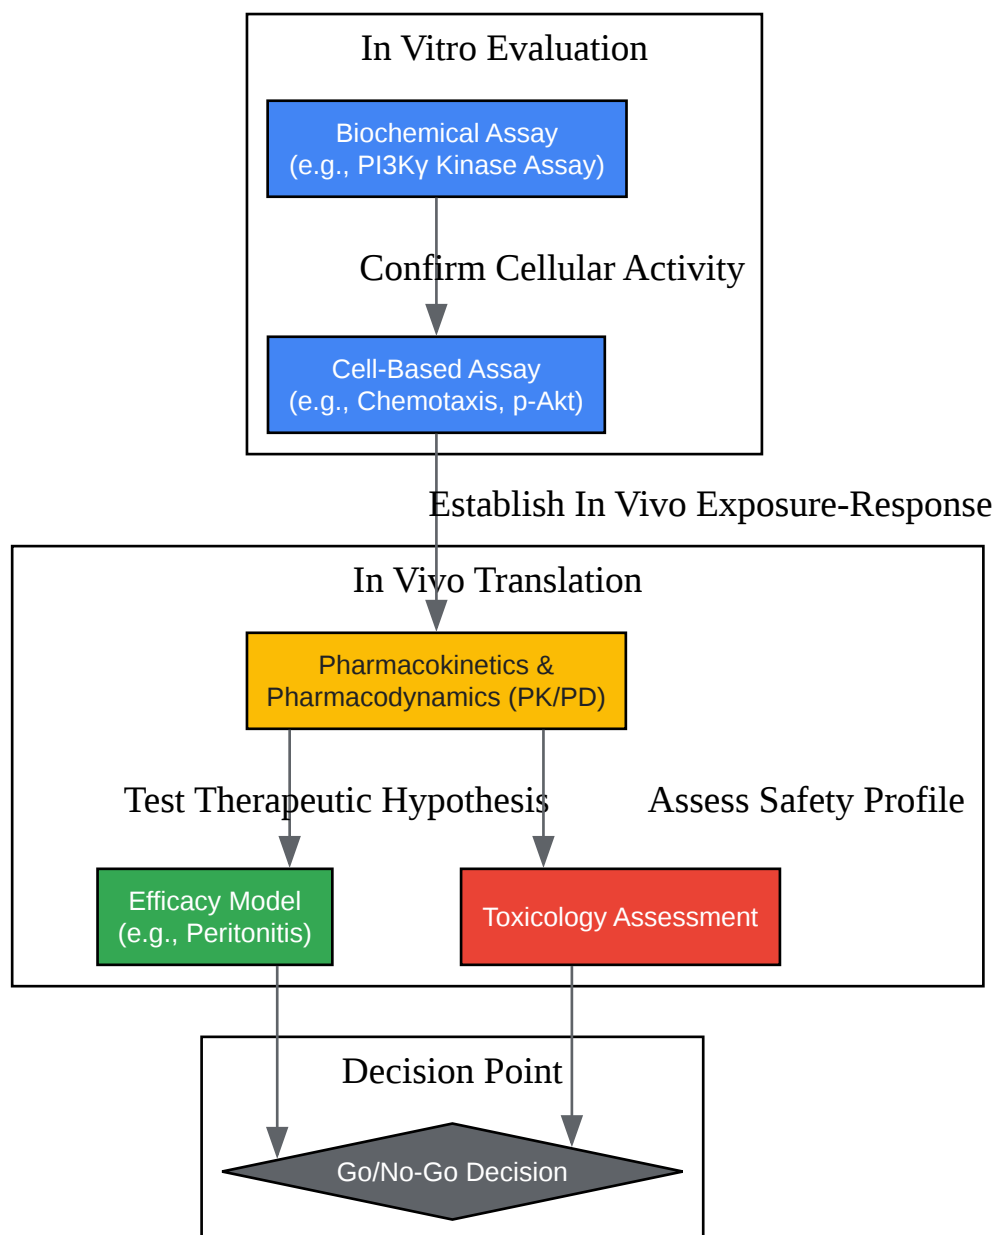 In Vitro Evaluation
Biochemical Assay
(e.g., PI3Kγ Kinase Assay)
Confirm Cellular Activity
Cell-Based Assay
(e.g., Chemotaxis, p-Akt)
Establish In Vivo Exposure-Response
In Vivo Translation
Pharmacokinetics &
Pharmacodynamics (PK/PD)
Test Therapeutic Hypothesis
Assess Safety Profile
Efficacy Model
(e.g., Peritonitis)
Toxicology Assessment
Decision Point
Go/No-Go Decision